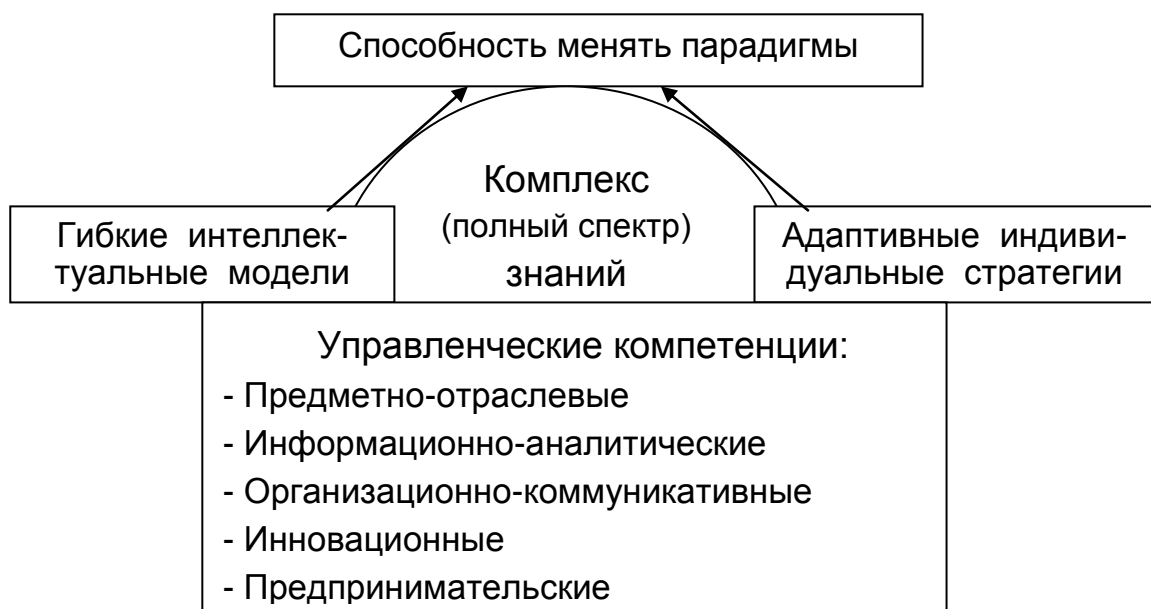 Способность менять парадигмы
Комплекс
(полный спектр)
знаний
Гибкие интеллек-
туальные модели
Адаптивные индиви-
дуальные стратегии
Управленческие компетенции:
- Предметно-отраслевые
- Информационно-аналитические
- Организационно-коммуникативные
- Инновационные
- Предпринимательские